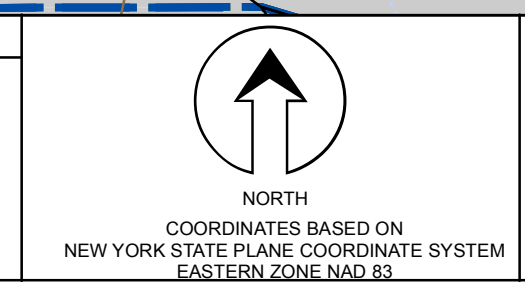 NORTH
COORDINATES BASED ON
NEW YORK STATE PLANE COORDINATE SYSTEM
EASTERN ZONE NAD 83